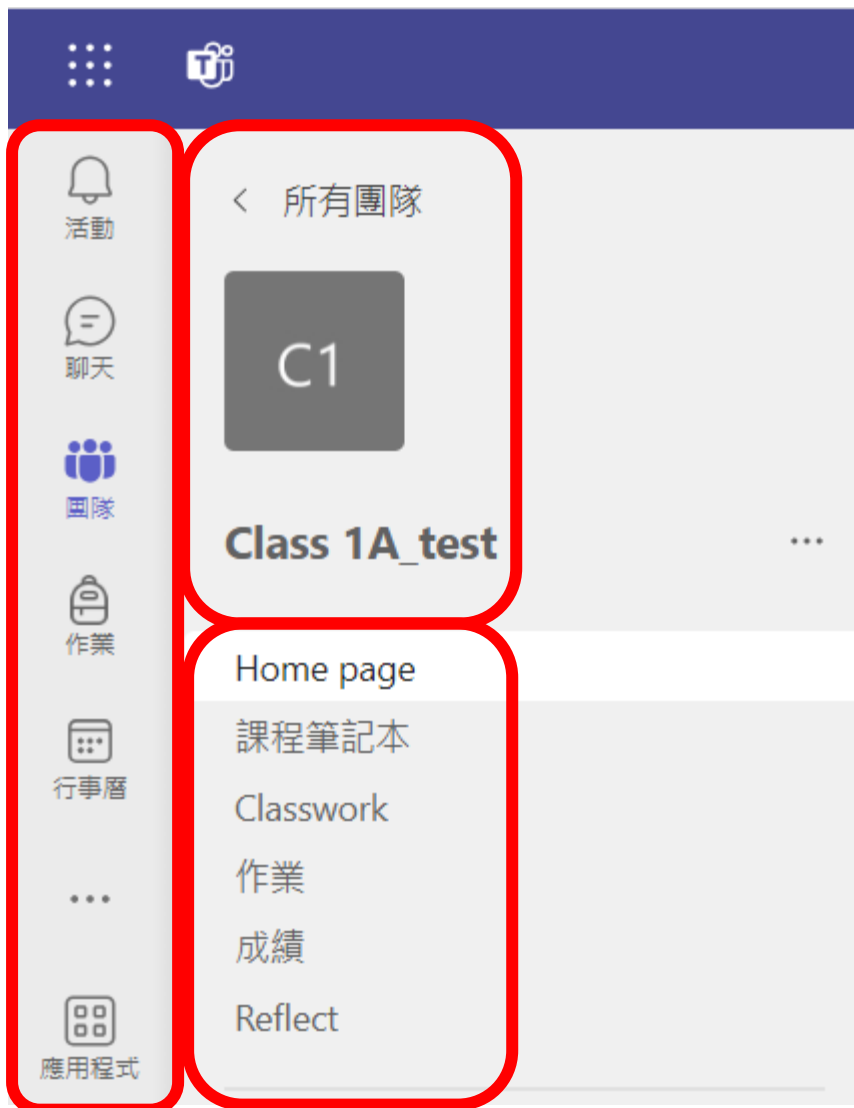 活動
聊天
團隊
作業
行事曆
應用程式
所有團隊
C1
Class 1A_test
Home page
課程筆記本
Classwork
作業
成績
Reflect